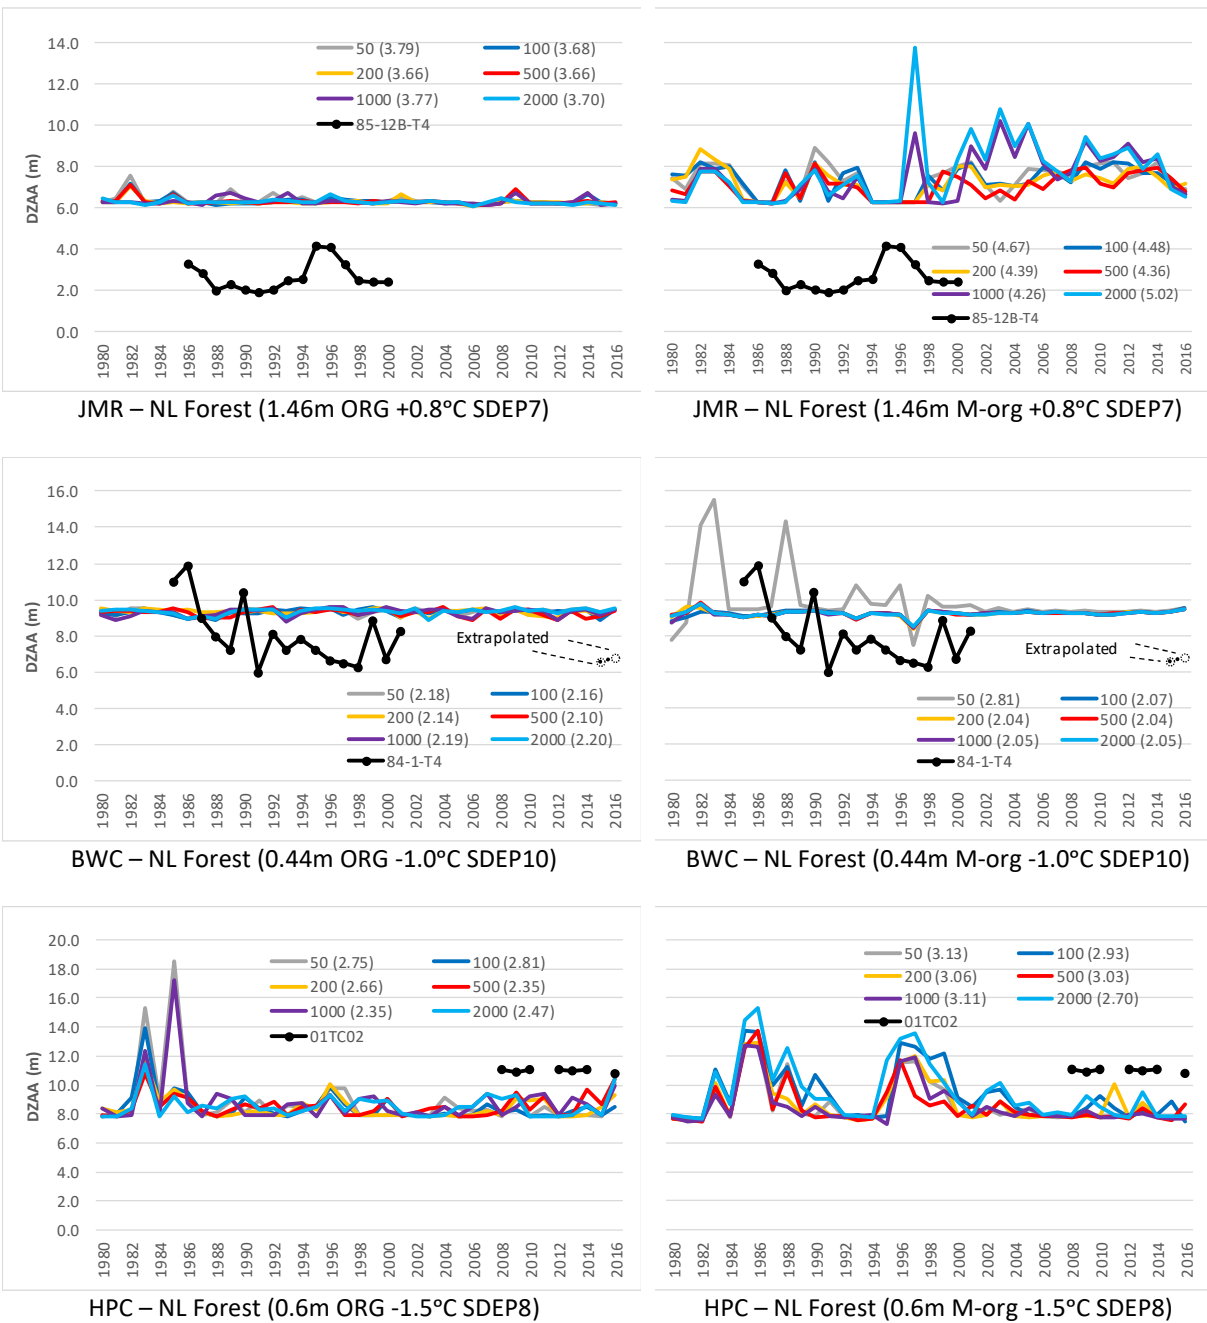 14.0
12.0
10.0
8.0
6.0
4.0
2.0
0.0
DZAA (m)
50 (3.79) 100 (3.68)
200 (3.66) 500 (3.66)
1000 (3.77) 2000 (3.70)
85-12B-T4
1980 1982 1984 1986 1988 1990 1992 1994 1996 1998 2000 2002 2004 2006 2008 2010 2012 2014 2016
JMR – NL Forest (1.46m ORG +0.8°C SDEP7)
50 (4.67) 100 (4.48)
200 (4.39) 500 (4.36)
1000 (4.26) 2000 (5.02)
85-12B-T4
1980 1982 1984 1986 1988 1990 1992 1994 1996 1998 2000 2002 2004 2006 2008 2010 2012 2014 2016
JMR – NL Forest (1.46m M-org +0.8°C SDEP7)
16.0
14.0
12.0
10.0
8.0
6.0
4.0
2.0
0.0
DZAA (m)
Extrapolated
50 (2.18) 100 (2.16)
200 (2.14) 500 (2.10)
1000 (2.19) 2000 (2.20)
84-1-T4
1980 1982 1984 1986 1988 1990 1992 1994 1996 1998 2000 2002 2004 2006 2008 2010 2012 2014 2016
BWC – NL Forest (0.44m ORG -1.0°C SDEP10)
Extrapolated
50 (2.81) 100 (2.07)
200 (2.04) 500 (2.04)
1000 (2.05) 2000 (2.05)
84-1-T4
1980 1982 1984 1986 1988 1990 1992 1994 1996 1998 2000 2002 2004 2006 2008 2010 2012 2014 2016
BWC – NL Forest (0.44m M-org -1.0°C SDEP10)
20.0
18.0
16.0
14.0
12.0
10.0
8.0
6.0
4.0
2.0
0.0
DZAA (m)
50 (2.75) 100 (2.81)
200 (2.66) 500 (2.35)
1000 (2.35) 2000 (2.47)
01TC02
1980 1982 1984 1986 1988 1990 1992 1994 1996 1998 2000 2002 2004 2006 2008 2010 2012 2014 2016
HPC – NL Forest (0.6m ORG -1.5°C SDEP8)
50 (3.13) 100 (2.93)
200 (3.06) 500 (3.03)
1000 (3.11) 2000 (2.70)
01TC02
1980 1982 1984 1986 1988 1990 1992 1994 1996 1998 2000 2002 2004 2006 2008 2010 2012 2014 2016
HPC – NL Forest (0.6m M-org -1.5°C SDEP8)